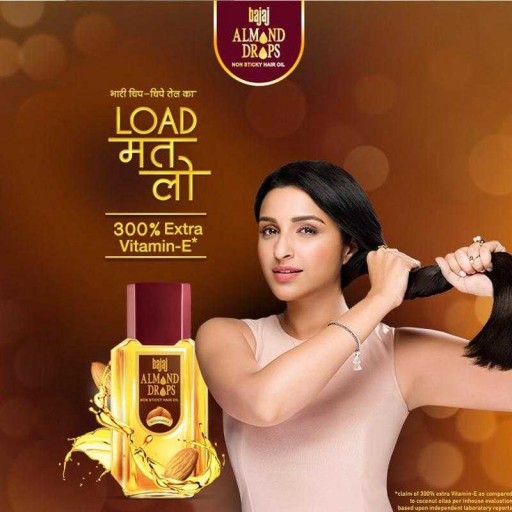 bajaj
ALMOND
DROPS
NON STICKY HAIR OIL
भारी चिप-चिपे तेल का
LOAD
मत
लो
300% Extra
Vitamin-E*
bajaj
ALMOND
DROPS
NON STICKY HAIR OIL
*claim of 300% extra Vitamin-E as compared
to coconut oil as per inhouse evaluation
based upon independent laboratory reports